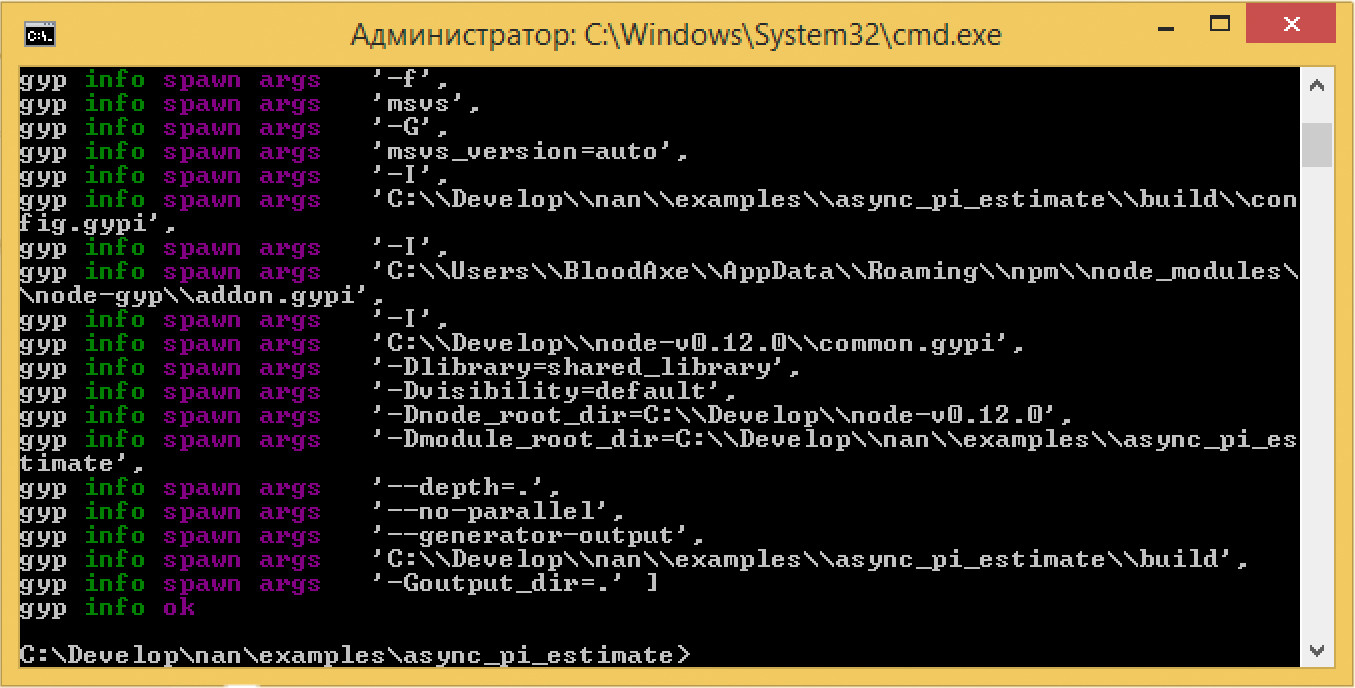 Администратор: C:\Windows\System32\cmd.exe
gyp info spawn args   '-f',
gyp info spawn args   'msvs',
gyp info spawn args   '-G',
gyp info spawn args   'msvs_version=auto',
gyp info spawn args   '-I',
gyp info spawn args   'C:\\Develop\\nan\\examples\\async_pi_estimate\\build\\con
fig.gypi',
gyp info spawn args   '-I',
gyp info spawn args   'C:\\Users\\BloodAxe\\AppData\\Roaming\\npm\\node_modules\
\node-gyp\\addon.gypi',
gyp info spawn args   '-I',
gyp info spawn args   'C:\\Develop\\node-v0.12.0\\common.gypi',
gyp info spawn args   '-Dlibrary=shared_library',
gyp info spawn args   '-Dvisibility=default',
gyp info spawn args   '-Dnode_root_dir=C:\\Develop\\node-v0.12.0',
gyp info spawn args   '-Dmodule_root_dir=C:\\Develop\\nan\\examples\\async_pi_es
timate',
gyp info spawn args   '--depth=.',
gyp info spawn args   '--no-parallel',
gyp info spawn args   '--generator-output',
gyp info spawn args   'C:\\Develop\\nan\\examples\\async_pi_estimate\\build',
gyp info spawn args   '-Goutput_dir=.' ]
gyp info ok
C:\Develop\nan\examples\async_pi_estimate>